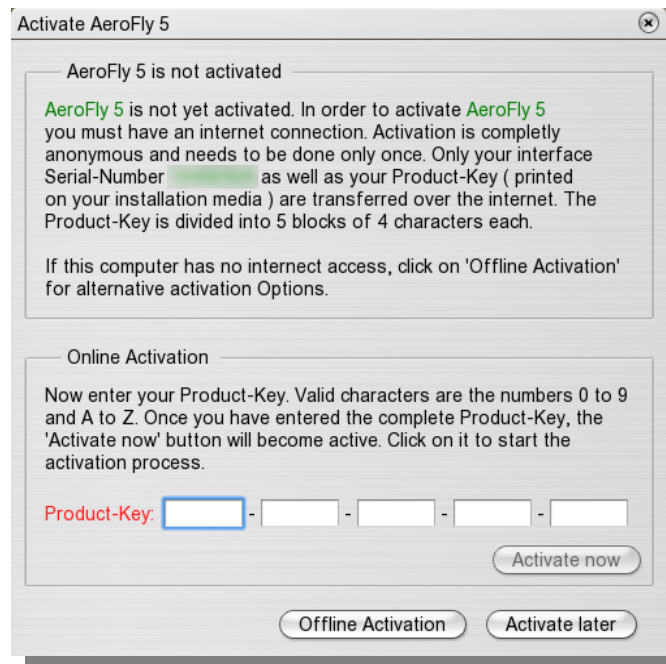 Activate AeroFly 5
AeroFly 5 is not activated
AeroFly 5 is not yet activated. In order to activate AeroFly 5
you must have an internet connection. Activation is completly
anonymous and needs to be done only once. Only your interface
Serial-Number as well as your Product-Key ( printed
on your installation media ) are transferred over the internet. The
Product-Key is divided into 5 blocks of 4 characters each.
If this computer has no internect access, click on 'Offline Activation'
for alternative activation Options.
Online Activation
Now enter your Product-Key. Valid characters are the numbers 0 to 9
and A to Z. Once you have entered the complete Product-Key, the
'Activate now' button will become active. Click on it to start the
activation process.
Product-Key: - - - -
Activate now
Offline Activation Activate later